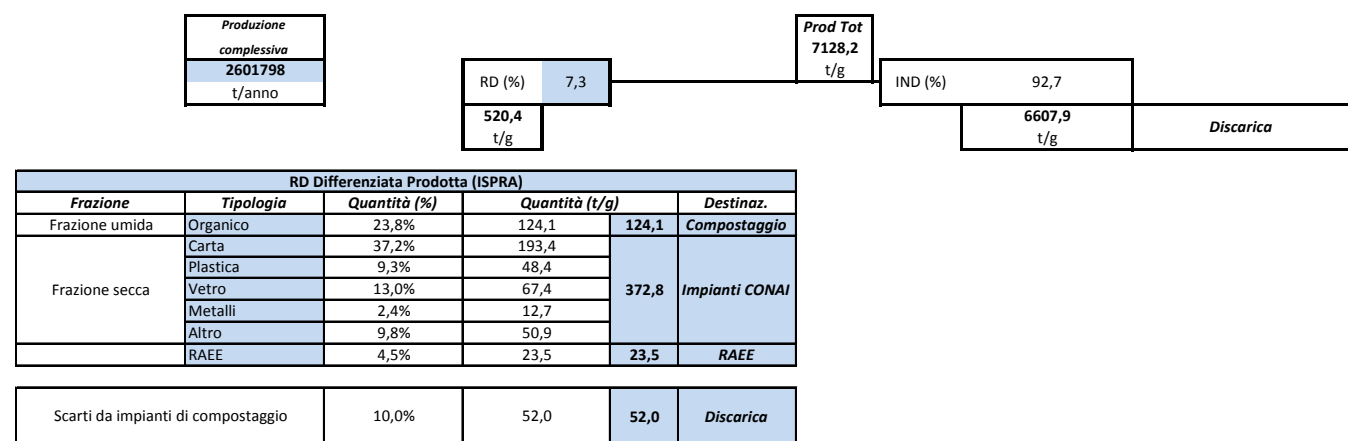 Produzione
complessiva
2601798
t/anno
Prod Tot
7128,2
t/g
RD (%) 7,3
IND (%) 92,7
520,4
t/g
6607,9
t/g
Discarica
RD Differenziata Prodotta (ISPRA)
Frazione Tipologia Quantità (%) Quantità (t/g) Destinaz.
Frazione umida Organico 23,8% 124,1 124,1 Compostaggio
Carta 37,2% 193,4
Plastica 9,3% 48,4
Frazione secca Vetro 13,0% 67,4 372,8 Impianti CONAI
Metalli 2,4% 12,7
Altro 9,8% 50,9
RAEE 4,5% 23,5 23,5 RAEE
Scarti da impianti di compostaggio 10,0% 52,0 52,0 Discarica